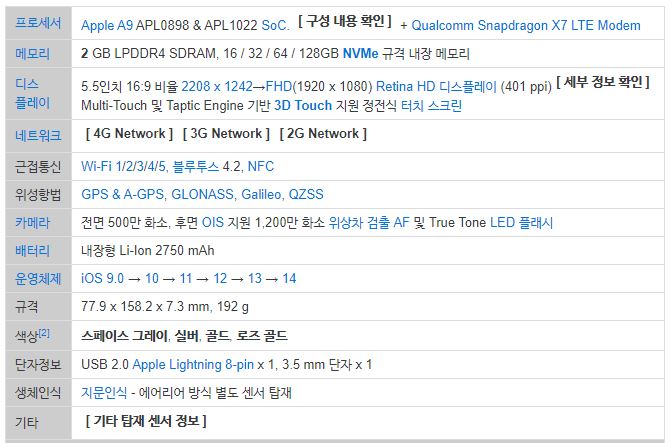 프로세서 Apple A9 APL0898 & APL1022 SoC. [ 구성 내용 확인 ] + Qualcomm Snapdragon X7 LTE Modem
메모리 2 GB LPDDR4 SDRAM, 16 / 32 / 64 / 128GB NVMe 규격 내장 메모리
디스플레이 5.5인치 16:9 비율 2208 x 1242→FHD(1920 x 1080) Retina HD 디스플레이 (401 ppi) [ 세부 정보 확인 ]
Multi-Touch 및 Taptic Engine 기반 3D Touch 지원 정전식 터치 스크린
네트워크 [ 4G Network ] [ 3G Network ] [ 2G Network ]
근접통신 Wi-Fi 1/2/3/4/5, 블루투스 4.2, NFC
위성항법 GPS & A-GPS, GLONASS, Galileo, QZSS
카메라 전면 500만 화소, 후면 OIS 지원 1,200만 화소 위상차 검출 AF 및 True Tone LED 플래시
배터리 내장형 Li-Ion 2750 mAh
운영체제 iOS 9.0 → 10 → 11 → 12 → 13 → 14
규격 77.9 x 158.2 x 7.3 mm, 192 g
색상[2] 스페이스 그레이, 실버, 골드, 로즈 골드
단자정보 USB 2.0 Apple Lightning 8-pin x 1, 3.5 mm 단자 x 1
생체인식 지문인식 - 에어리어 방식 별도 센서 탑재
기타 [ 기타 탑재 센서 정보 ]